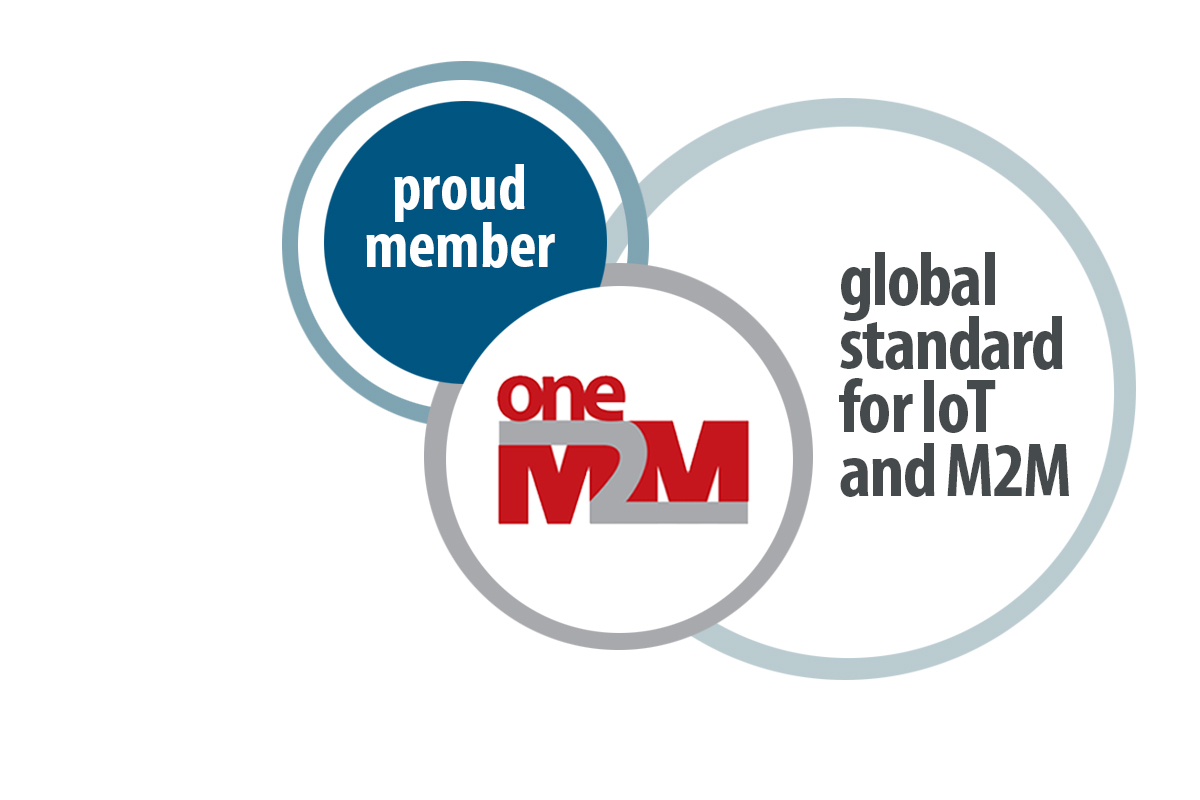 proud
member
one
M2M
global
standard
for IoT
and M2M